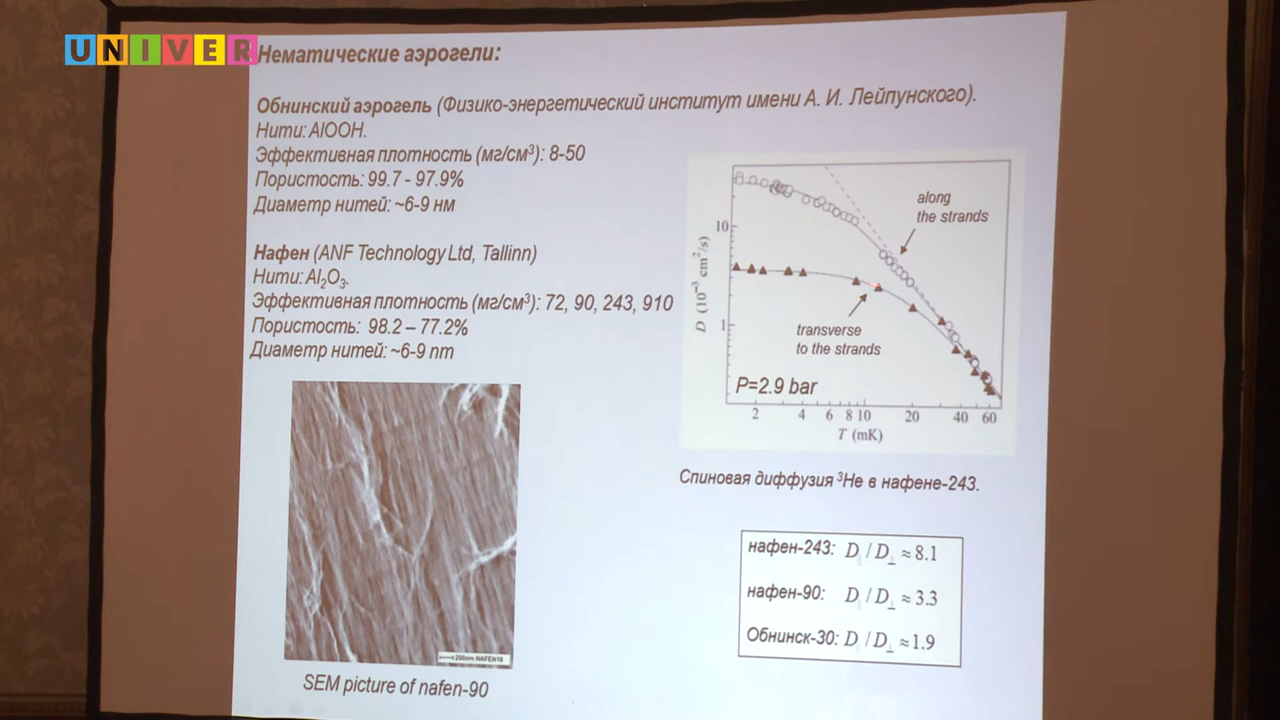 UNIVER
Нематические аэрогели:
Обнинский аэрогель (Физико-энергетический институт имени А. И. Лейпунского).
Нити: AlOOH.
Эффективная плотность (мг/см³): 8-50
Пористость: 99.7 - 97.9%
Диаметр нитей: ~6-9 нм
Нафен (ANF Technology Ltd, Tallinn)
Нити: Al₂O₃.
Эффективная плотность (мг/см³): 72, 90, 243, 910
Пористость: 98.2 – 77.2%
Диаметр нитей: ~6-9 nm
along
the strands
10
D (10⁻³ cm²/s)
1
transverse
to the strands
P=2.9 bar
2 4 6 8 10 20 40 60
T (mK)
Спиновая диффузия ³He в нафене-243.
нафен-243: D∥/D⊥≈8.1
нафен-90: D∥/D⊥≈3.3
Обнинск-30: D∥/D⊥≈1.9
200nm NAFEN10
SEM picture of nafen-90